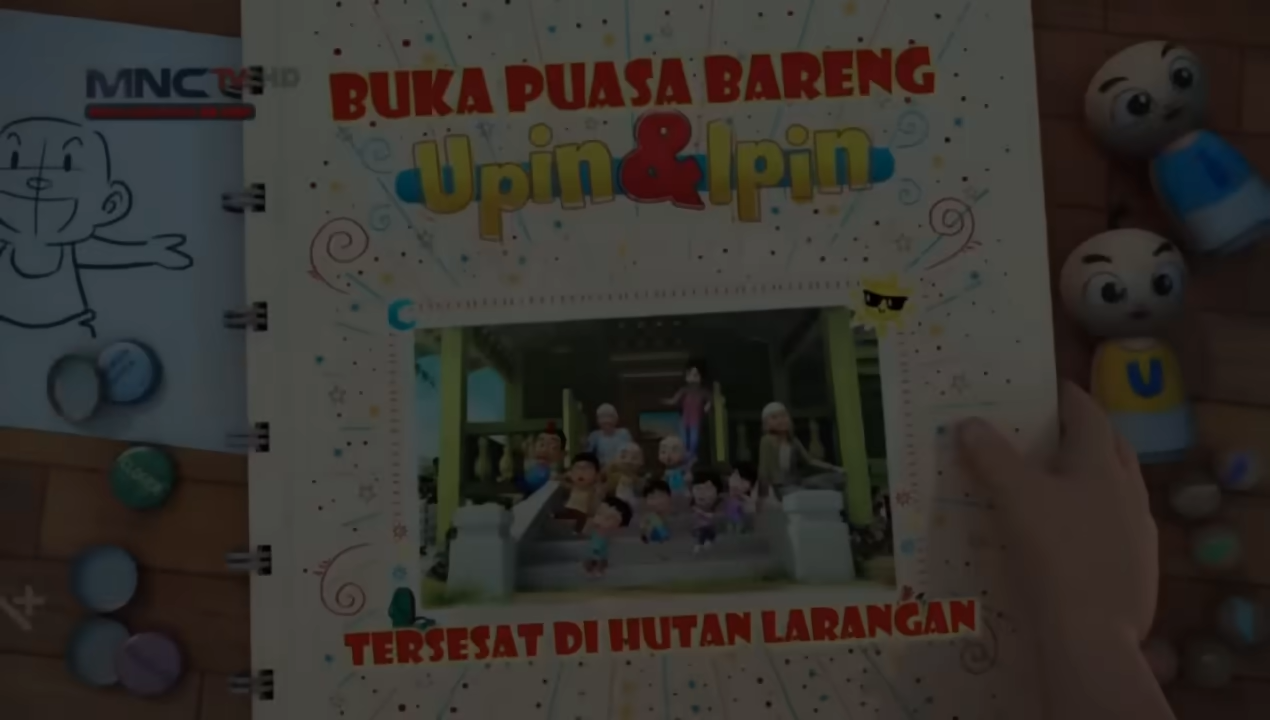 MNCTV HD
BUKA PUASA BARENG
Upin & Ipin
U
TERSESAT DI HUTAN LARANGAN